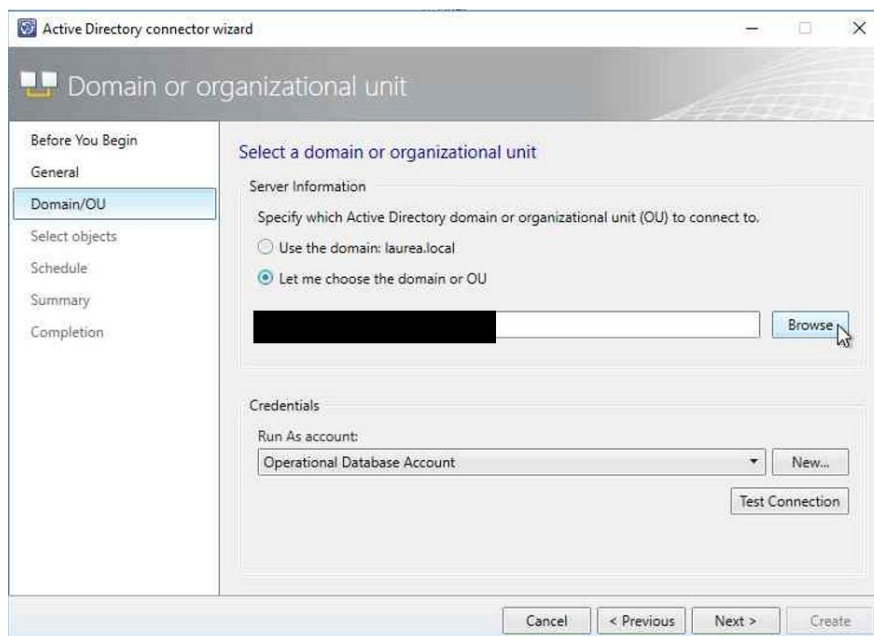 Active Directory connector wizard
Domain or organizational unit
Before You Begin
General
Domain/OU
Select objects
Schedule
Summary
Completion
Select a domain or organizational unit
Server Information
Specify which Active Directory domain or organizational unit (OU) to connect to.
Use the domain: laurea.local
Let me choose the domain or OU
Browse
Credentials
Run As account:
Operational Database Account
New...
Test Connection
Cancel
< Previous
Next >
Create